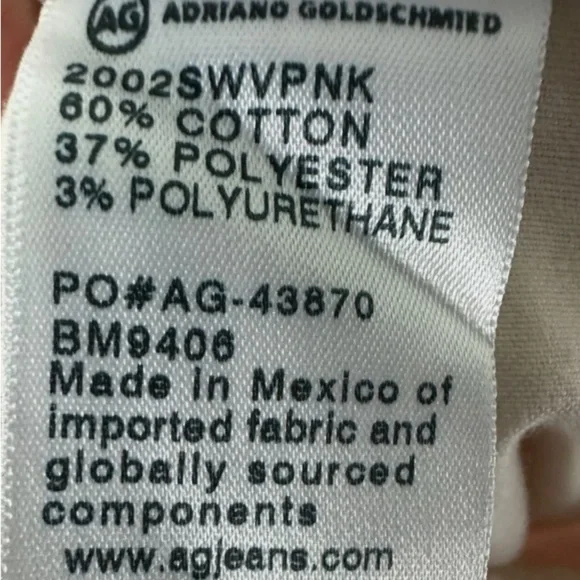 AG ADRIANO GOLDSCHMIED
2002SWVPNK
60% COTTON
37% POLYESTER
3% POLYURETHANE
PO#AG-43870
BM9406
Made in Mexico of
imported fabric and
globally sourced
components
www.agjeans.com